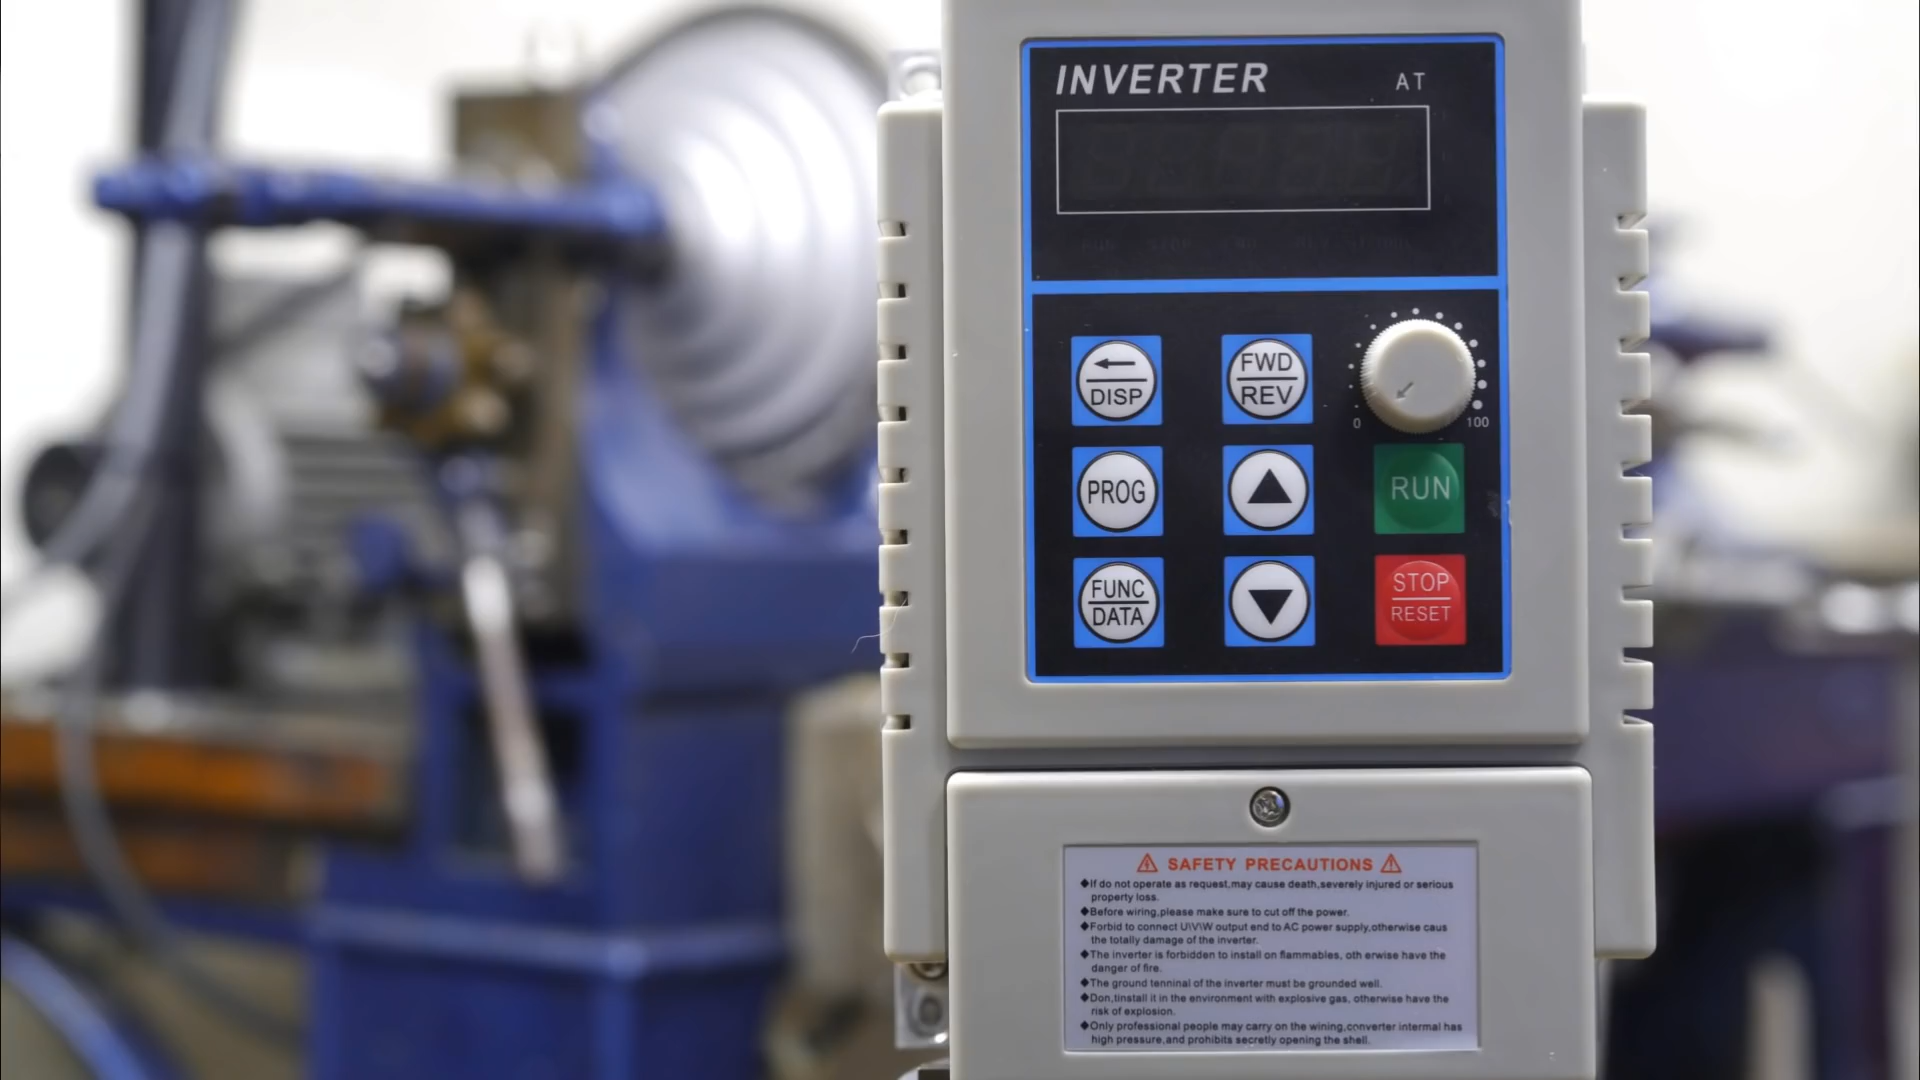 INVERTER AT
DISP
FWD
REV
0 100
PROG
RUN
FUNC
DATA
STOP
RESET
SAFETY PRECAUTIONS
◆If do not operate as request,may cause death,severely injured or serious
property loss.
◆Before wiring,please make sure to cut off the power.
◆Forbid to connect U\V\W output end to AC power supply,otherwise caus
the totally damage of the inverter.
◆The inverter is forbidden to install on flammables, oth erwise have the
danger of fire.
◆The ground tenninal of the inverter must be grounded well.
◆Don,tinstall it in the environment with explosive gas, otherwise have the
risk of explosion.
◆Only professional people may carry on the wining,converter intermal has
high pressure,and prohibits secretly opening the shell.